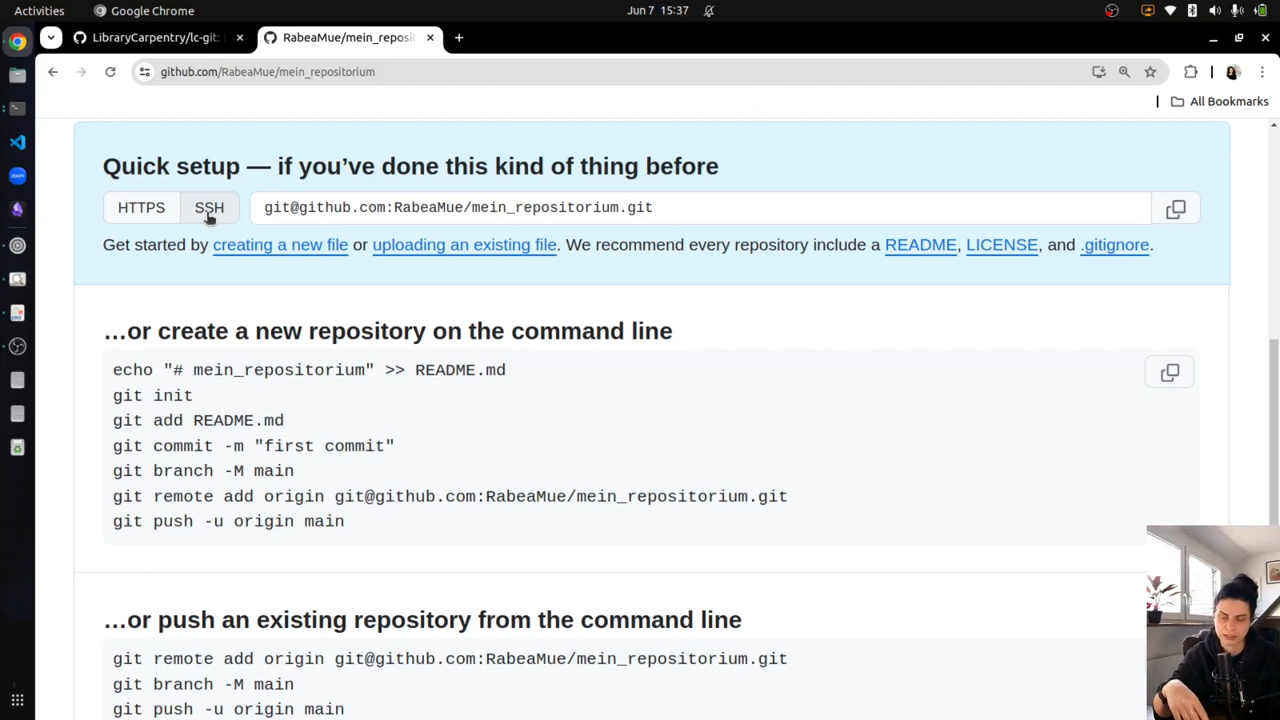 Activities
Google Chrome
Jun 7 15:37
LibraryCarpentry/lc-git:
RabeaMue/mein_reposit
github.com/RabeaMue/mein_repositorium
All Bookmarks
Quick setup — if you've done this kind of thing before
HTTPS
SSH
git@github.com:RabeaMue/mein_repositorium.git
Get started by creating a new file or uploading an existing file. We recommend every repository include a README, LICENSE, and .gitignore.
…or create a new repository on the command line
echo "# mein_repositorium" >> README.md
git init
git add README.md
git commit -m "first commit"
git branch -M main
git remote add origin git@github.com:RabeaMue/mein_repositorium.git
git push -u origin main
…or push an existing repository from the command line
git remote add origin git@github.com:RabeaMue/mein_repositorium.git
git branch -M main
git push -u origin main